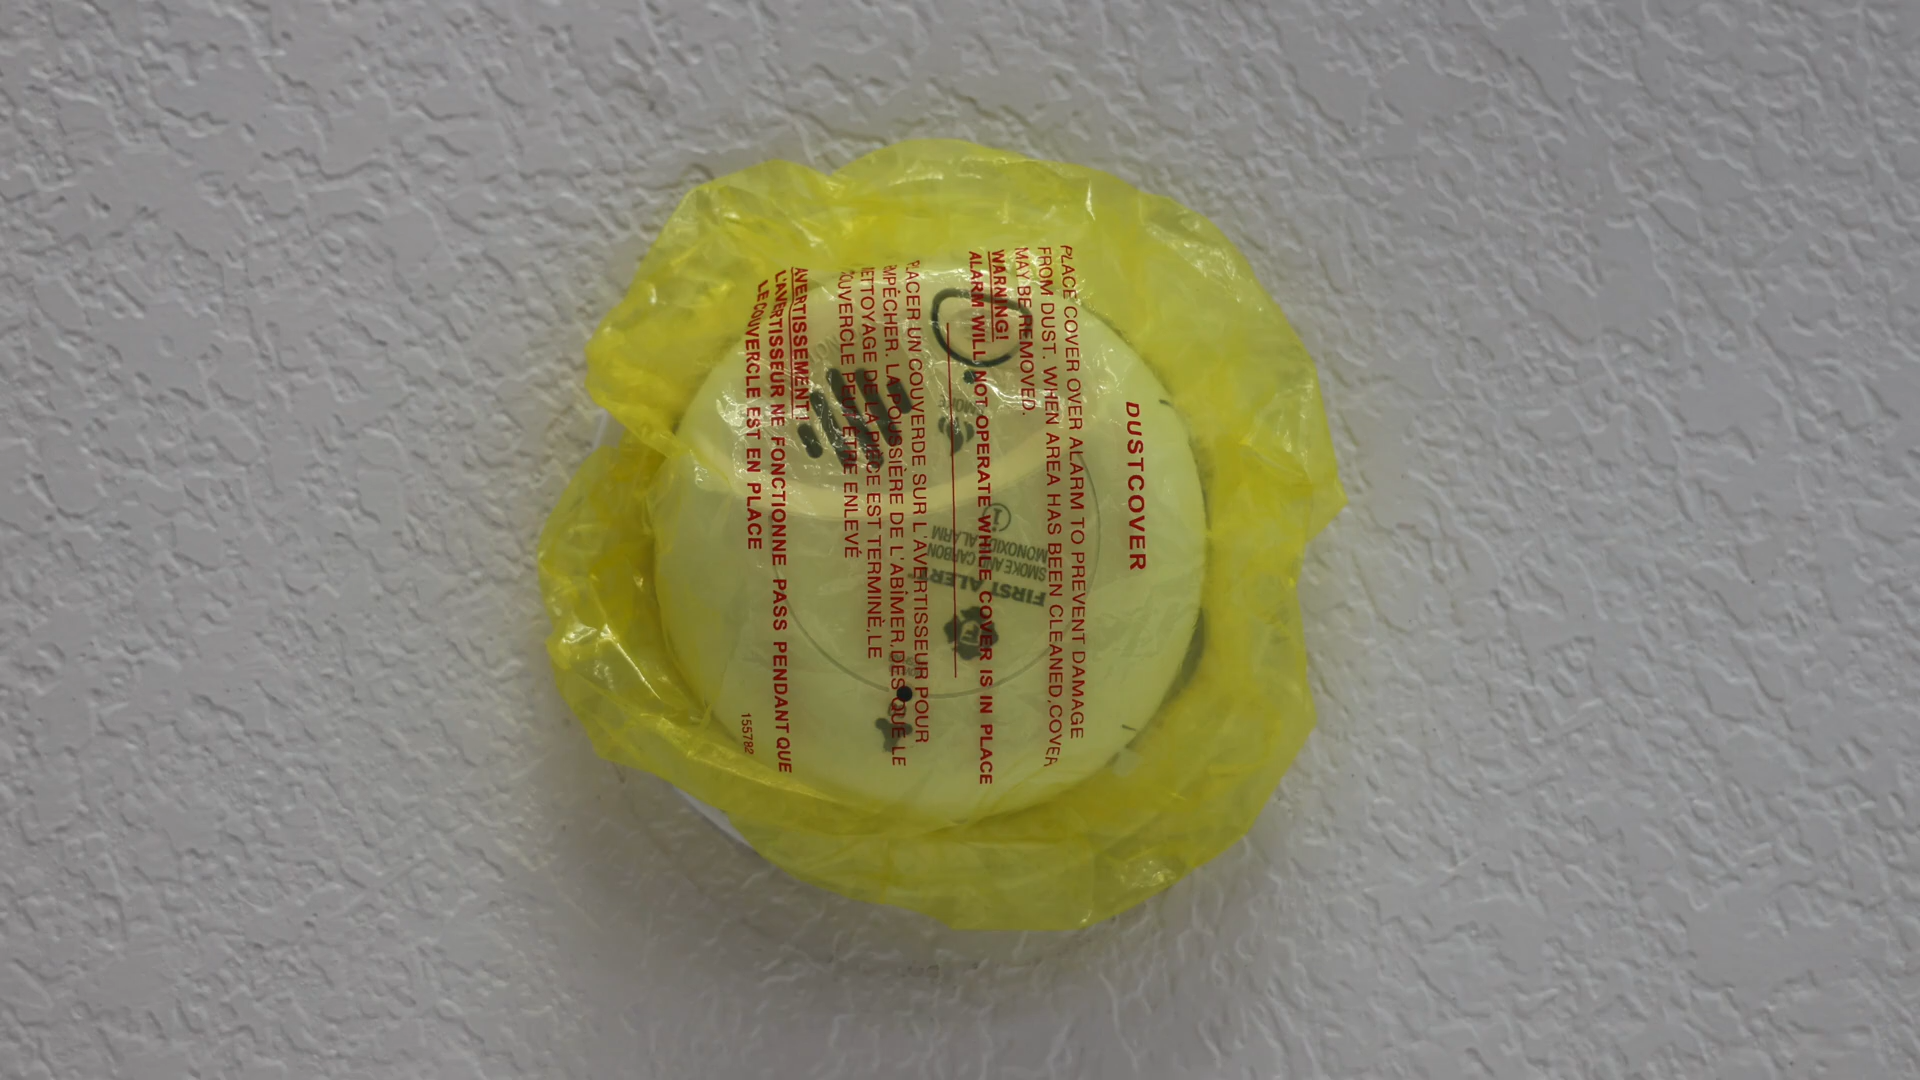 DUSTCOVER
PLACE COVER OVER ALARM TO PREVENT DAMAGE
FROM DUST. WHEN AREA HAS BEEN CLEANED, COVER
MAY BE REMOVED.
WARNING!
ALARM WILL NOT OPERATE WHILE COVER IS IN PLACE
PLACER UN COUVERDE SUR L'AVERTISSEUR POUR
EMPÊCHER. LA POUSSIÈRE DE L'ABÎMER, DES QUE LE
NETTOYAGE DE LA PIÈCE EST TERMINÉ, LE
COUVERCLE PEUT ÊTRE ENLEVÉ
AVERTISSEMENT!
L'AVERTISSEUR NE FONCTIONNE PASS PENDANT QUE
LE COUVERCLE EST EN PLACE
155782
FIRST ALERT
SMOKE AND CARBON
MONOXIDE ALARM
SMOKE